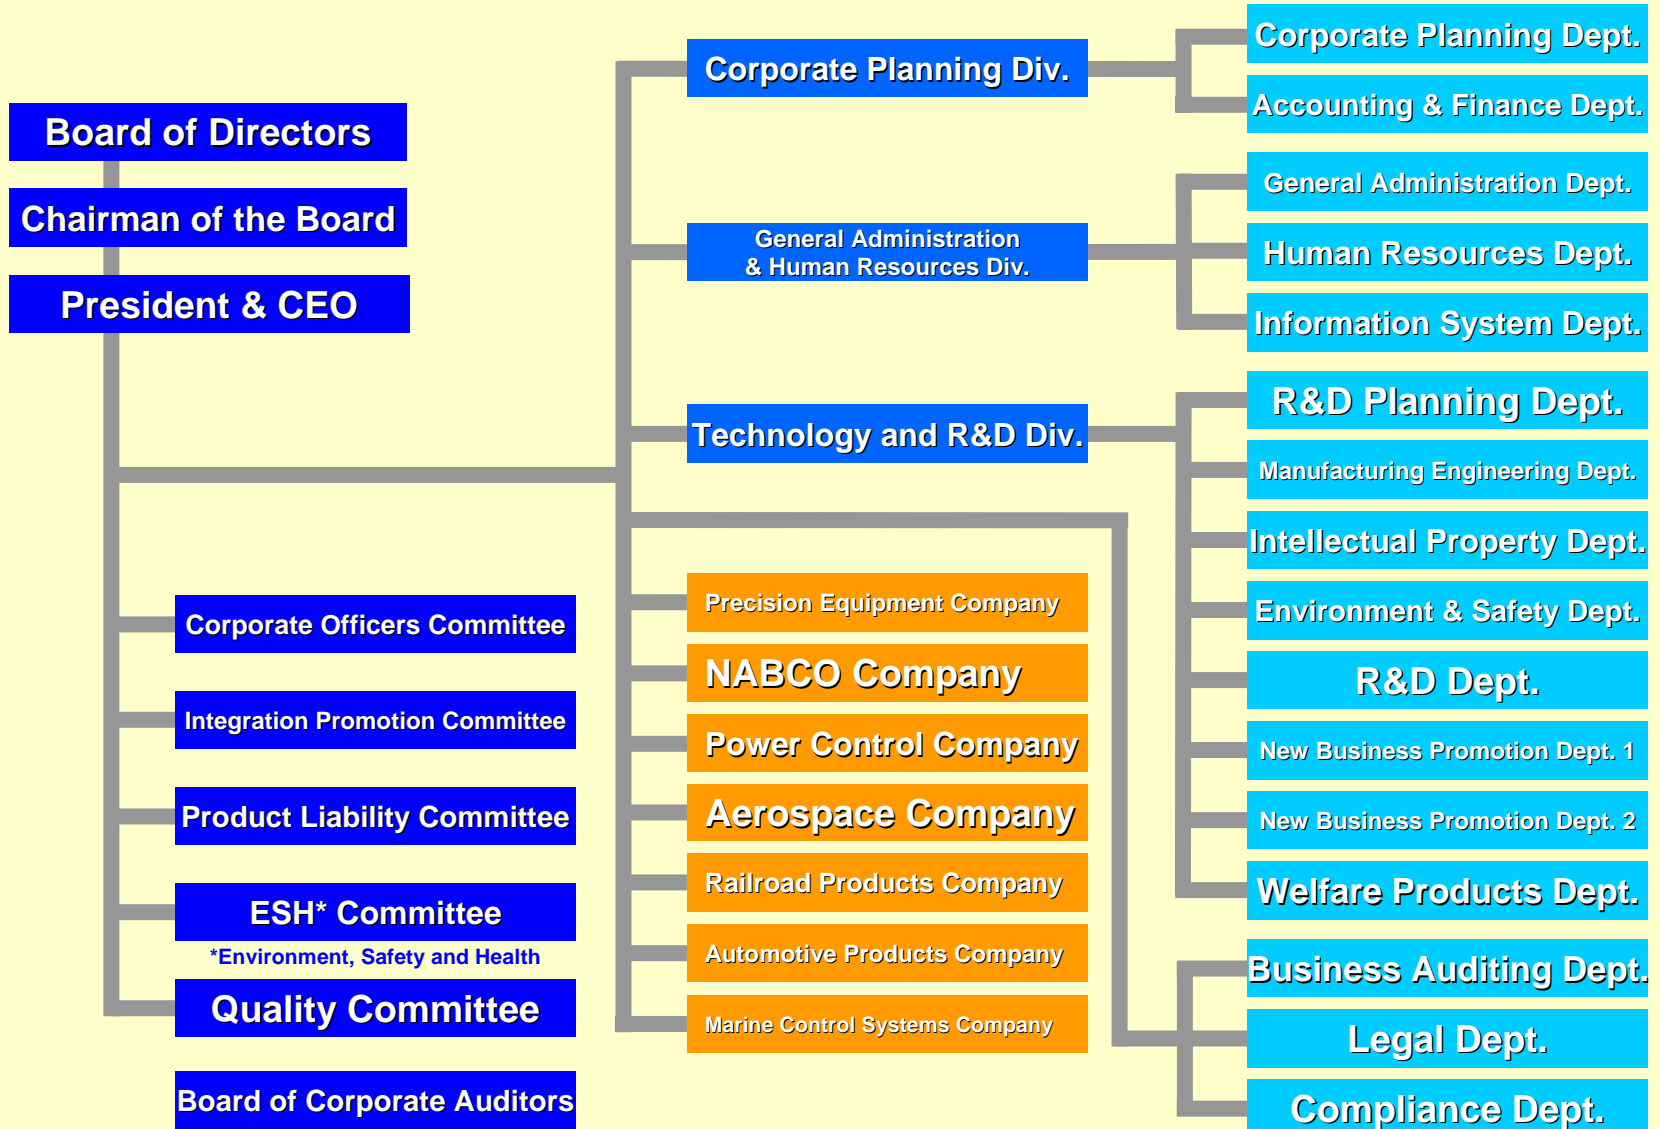 Board of Directors
Chairman of the Board
President & CEO
Corporate Officers Committee
Integration Promotion Committee
Product Liability Committee
ESH* Committee
*Environment, Safety and Health
Quality Committee
Board of Corporate Auditors
Corporate Planning Div.
General Administration
& Human Resources Div.
Technology and R&D Div.
Precision Equipment Company
NABCO Company
Power Control Company
Aerospace Company
Railroad Products Company
Automotive Products Company
Marine Control Systems Company
Corporate Planning Dept.
Accounting & Finance Dept.
General Administration Dept.
Human Resources Dept.
Information System Dept.
R&D Planning Dept.
Manufacturing Engineering Dept.
Intellectual Property Dept.
Environment & Safety Dept.
R&D Dept.
New Business Promotion Dept. 1
New Business Promotion Dept. 2
Welfare Products Dept.
Business Auditing Dept.
Legal Dept.
Compliance Dept.